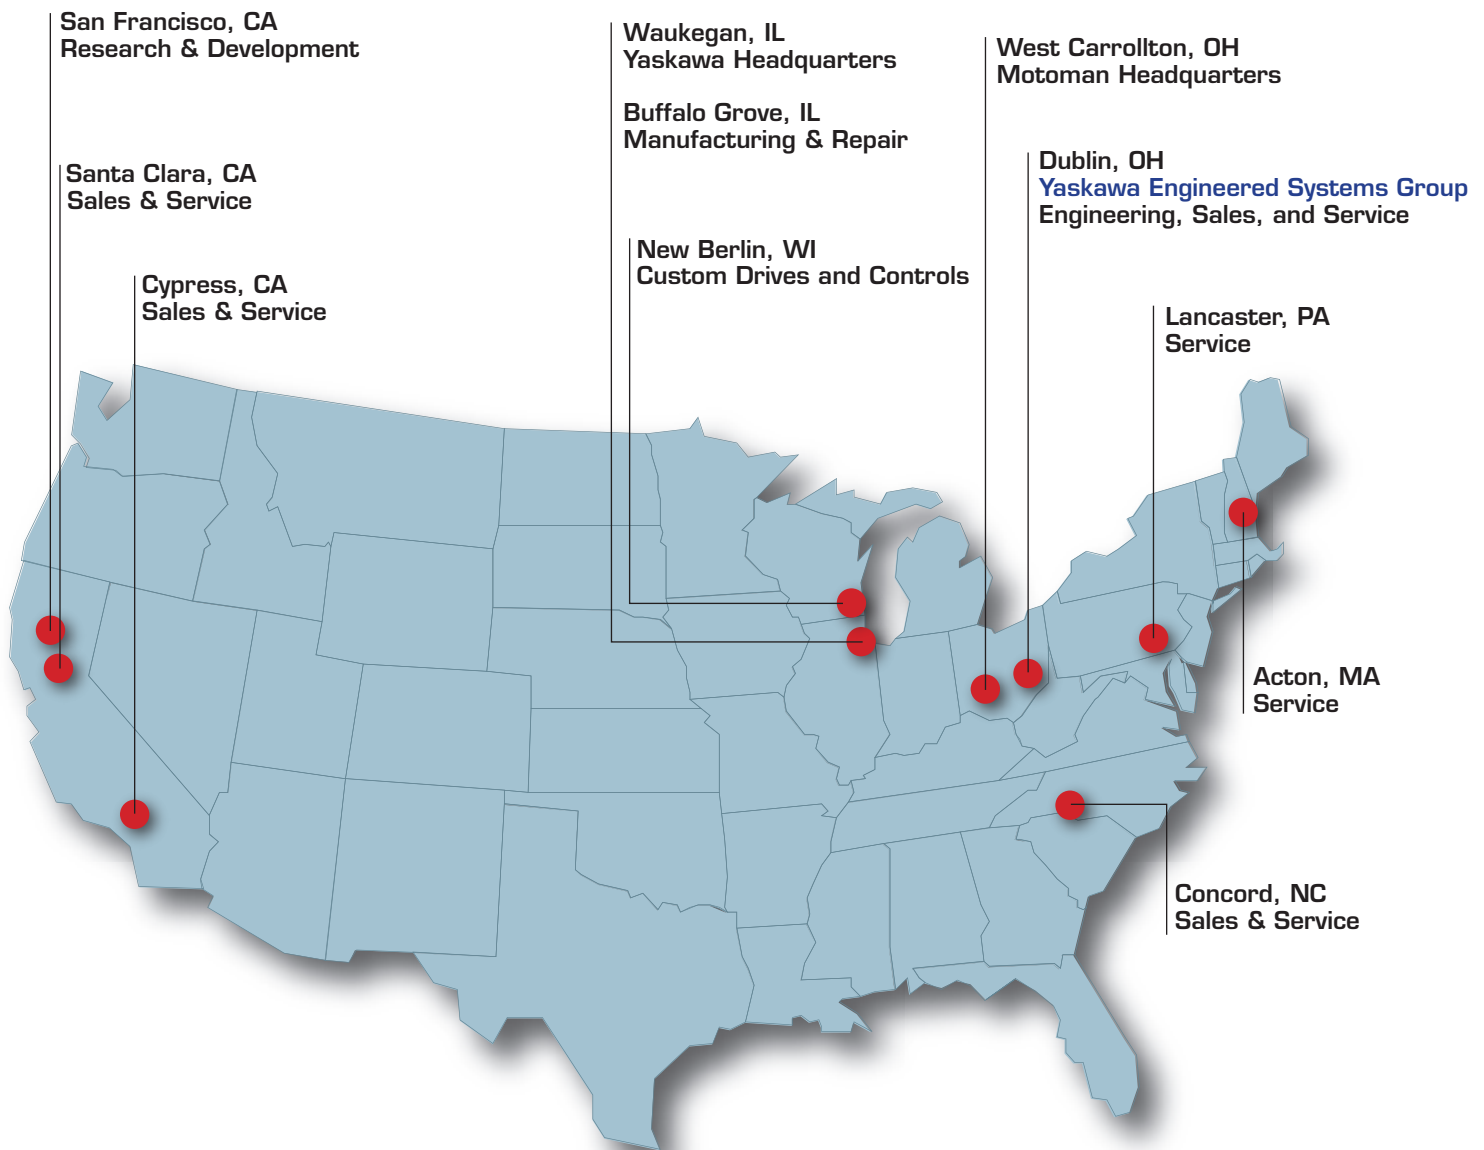 San Francisco, CA
Research & Development
Santa Clara, CA
Sales & Service
Cypress, CA
Sales & Service
Waukegan, IL
Yaskawa Headquarters
Buffalo Grove, IL
Manufacturing & Repair
New Berlin, WI
Custom Drives and Controls
West Carrollton, OH
Motoman Headquarters
Dublin, OH
Yaskawa Engineered Systems Group
Engineering, Sales, and Service
Lancaster, PA
Service
Acton, MA
Service
Concord, NC
Sales & Service